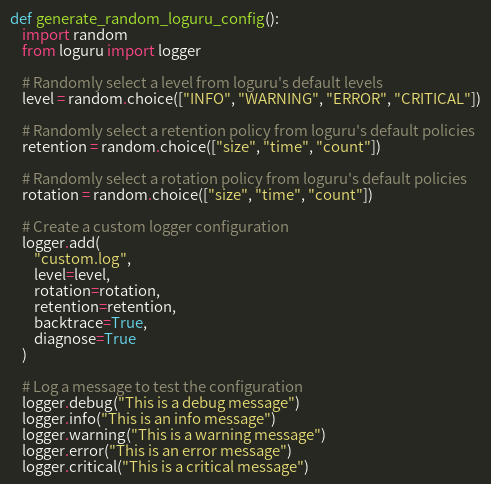 def generate_random_loguru_config():
    import random
    from loguru import logger

    # Randomly select a level from loguru's default levels
    level = random.choice(["INFO", "WARNING", "ERROR", "CRITICAL"])

    # Randomly select a retention policy from loguru's default policies
    retention = random.choice(["size", "time", "count"])

    # Randomly select a rotation policy from loguru's default policies
    rotation = random.choice(["size", "time", "count"])

    # Create a custom logger configuration
    logger.add(
        "custom.log",
        level=level,
        rotation=rotation,
        retention=retention,
        backtrace=True,
        diagnose=True
    )

    # Log a message to test the configuration
    logger.debug("This is a debug message")
    logger.info("This is an info message")
    logger.warning("This is a warning message")
    logger.error("This is an error message")
    logger.critical("This is a critical message")